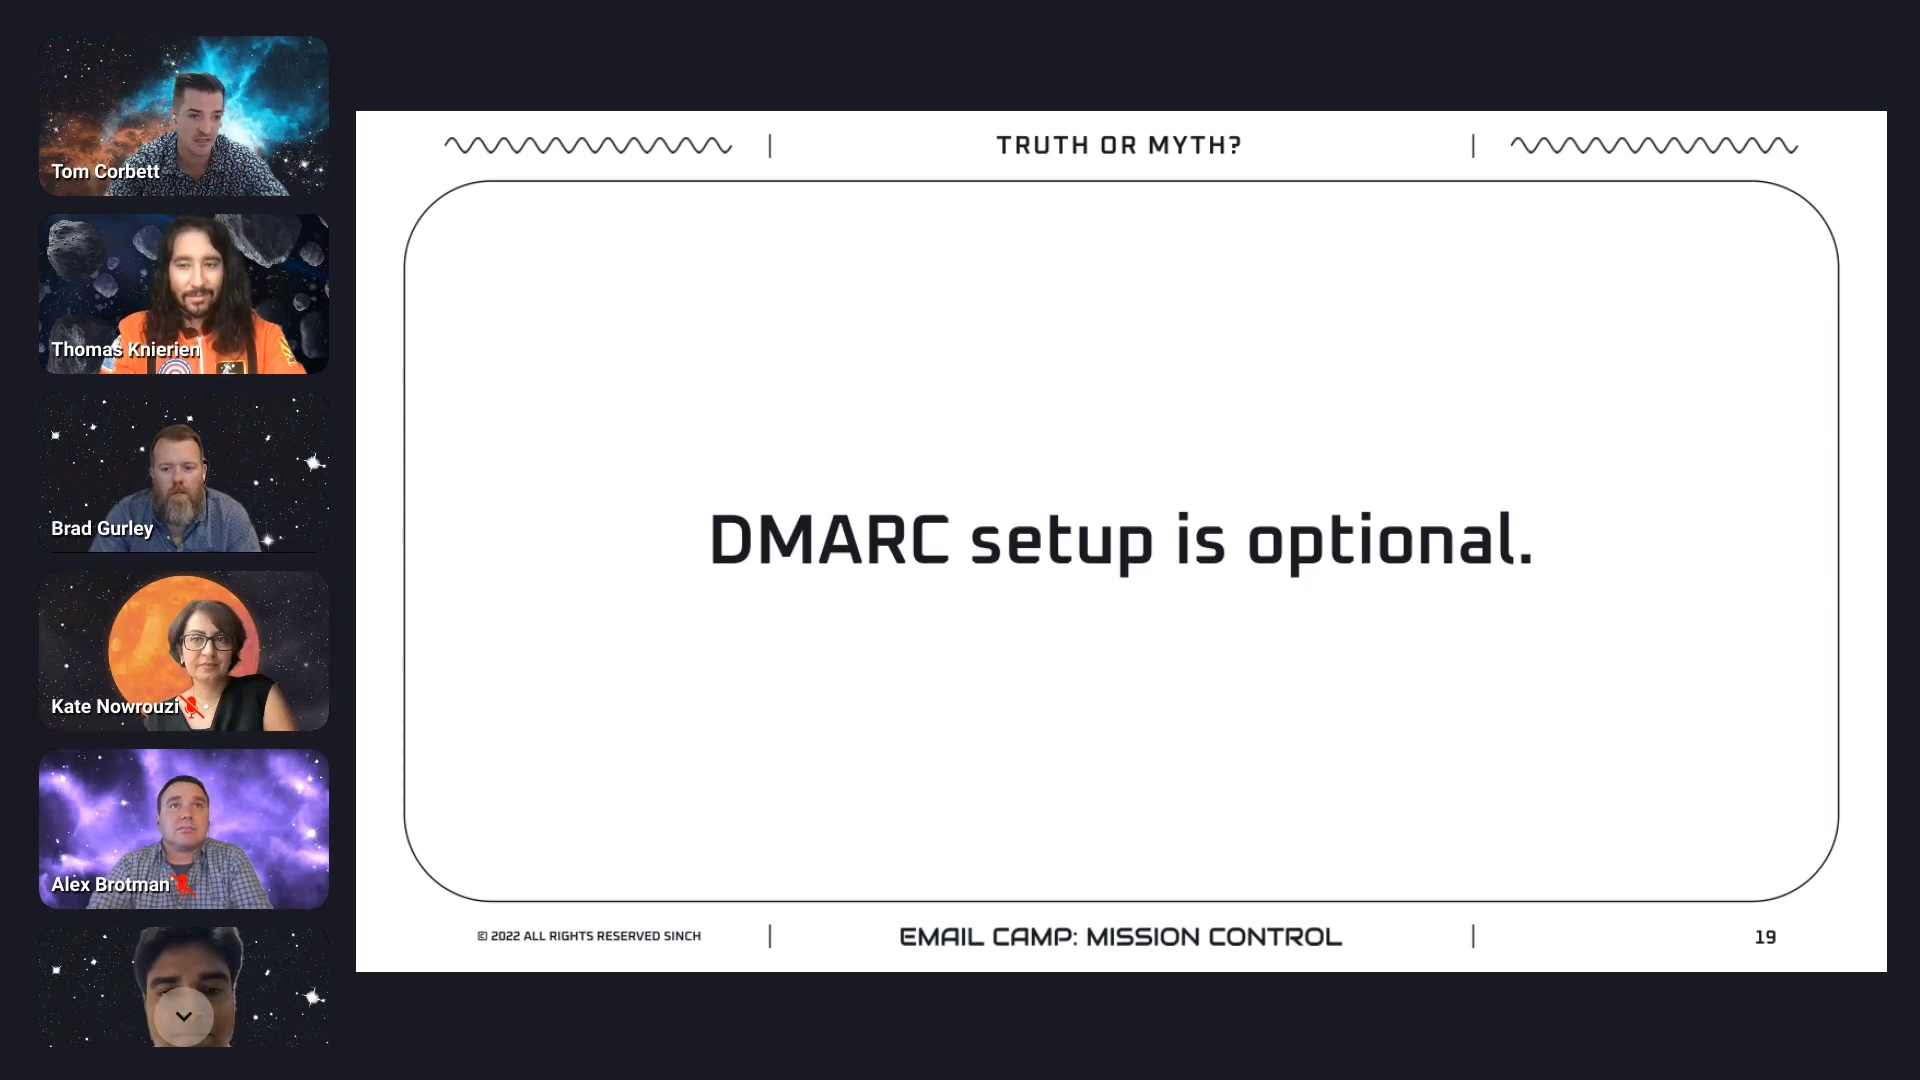 Tom Corbett
Thomas Knierien
Brad Gurley
Kate Nowrouzi
Alex Brotman
TRUTH OR MYTH?
DMARC setup is optional.
© 2022 ALL RIGHTS RESERVED SINCH
EMAIL CAMP: MISSION CONTROL
19